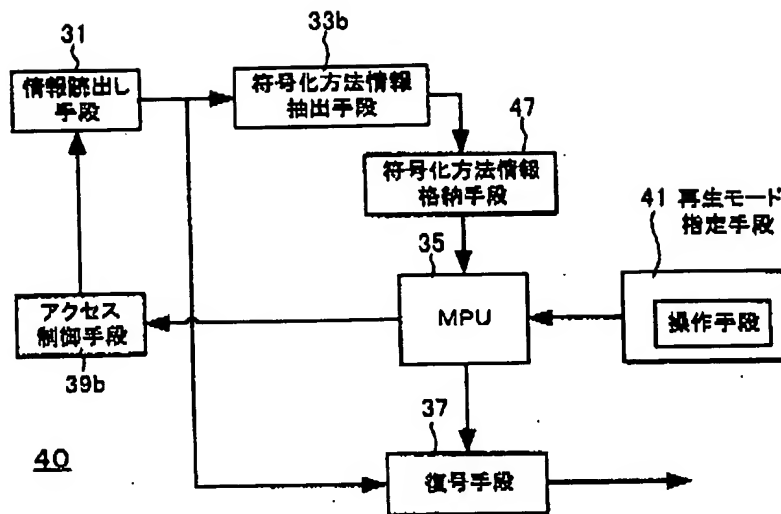 31
情報読出し
手段
33b
符号化方法情報
抽出手段
47
符号化方法情報
格納手段
41 再生モード
指定手段
操作手段
35
MPU
アクセス
制御手段
39b
37
復号手段
40